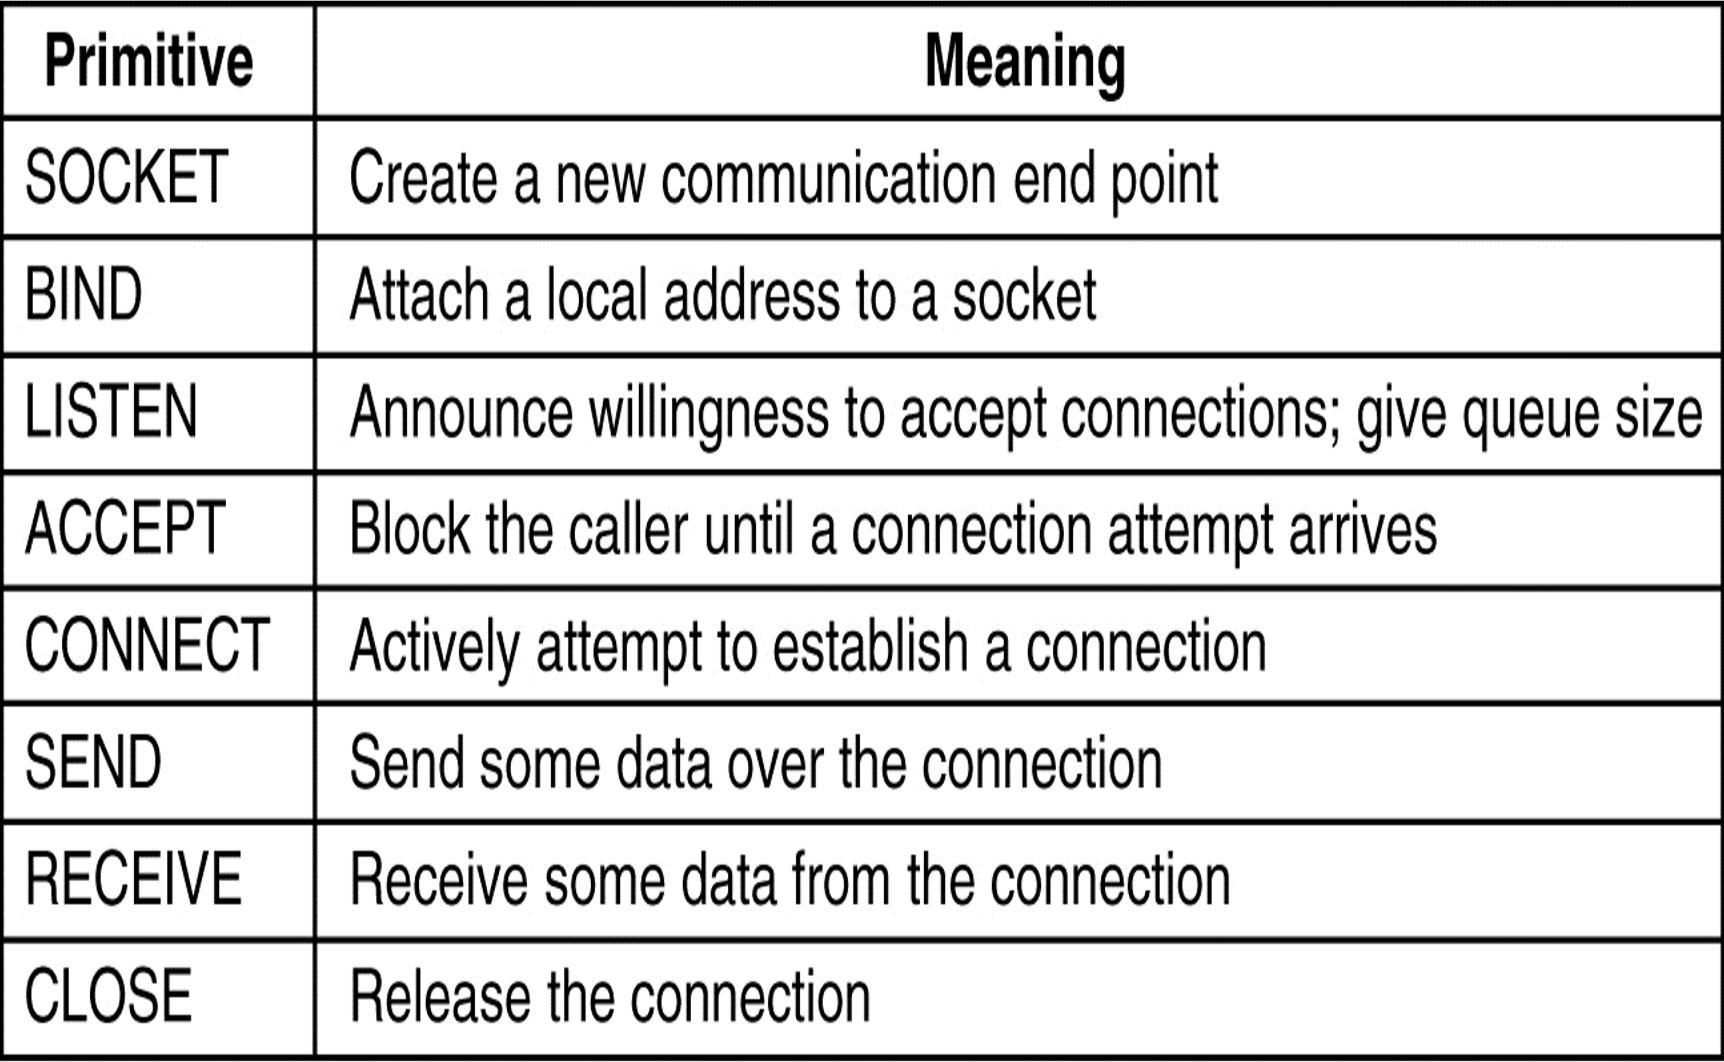 Primitive Meaning
SOCKET Create a new communication end point
BIND Attach a local address to a socket
LISTEN Announce willingness to accept connections; give queue size
ACCEPT Block the caller until a connection attempt arrives
CONNECT Actively attempt to establish a connection
SEND Send some data over the connection
RECEIVE Receive some data from the connection
CLOSE Release the connection